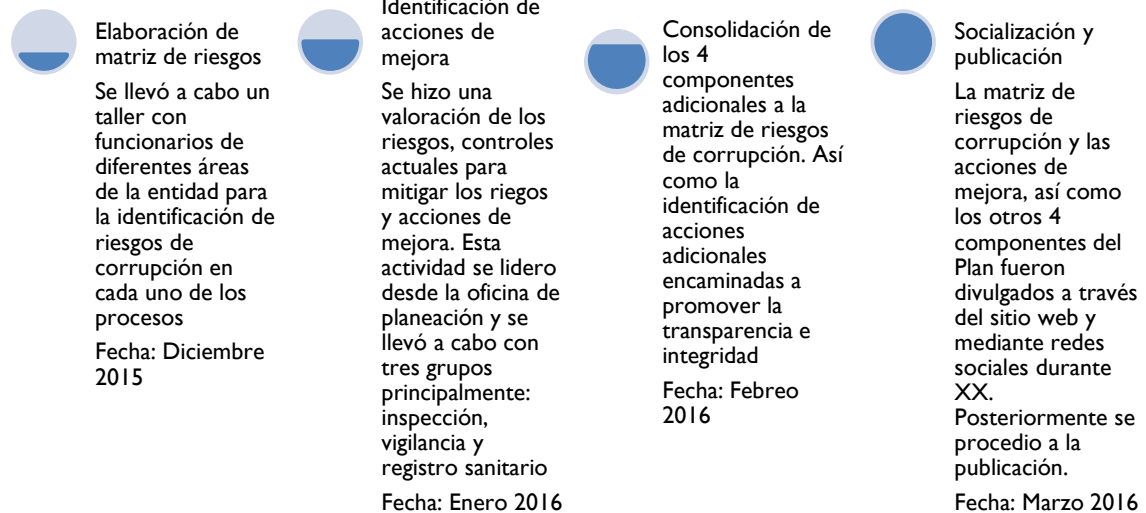 Elaboración de
matriz de riesgos
Se llevó a cabo un
taller con
funcionarios de
diferentes áreas
de la entidad para
la identificación de
riesgos de
corrupción en
cada uno de los
procesos
Fecha: Diciembre
2015
Identificación de
acciones de
mejora
Se hizo una
valoración de los
riesgos, controles
actuales para
mitigar los riegos
y acciones de
mejora. Esta
actividad se lidero
desde la oficina de
planeación y se
llevó a cabo con
tres grupos
principalmente:
inspección,
vigilancia y
registro sanitario
Fecha: Enero 2016
Consolidación de
los 4
componentes
adicionales a la
matriz de riesgos
de corrupción. Así
como la
identificación de
acciones
adicionales
encaminadas a
promover la
transparencia e
integridad
Fecha: Febreo
2016
Socialización y
publicación
La matriz de
riesgos de
corrupción y las
acciones de
mejora, así como
los otros 4
componentes del
Plan fueron
divulgados a través
del sitio web y
mediante redes
sociales durante
XX.
Posteriormente se
procedio a la
publicación.
Fecha: Marzo 2016